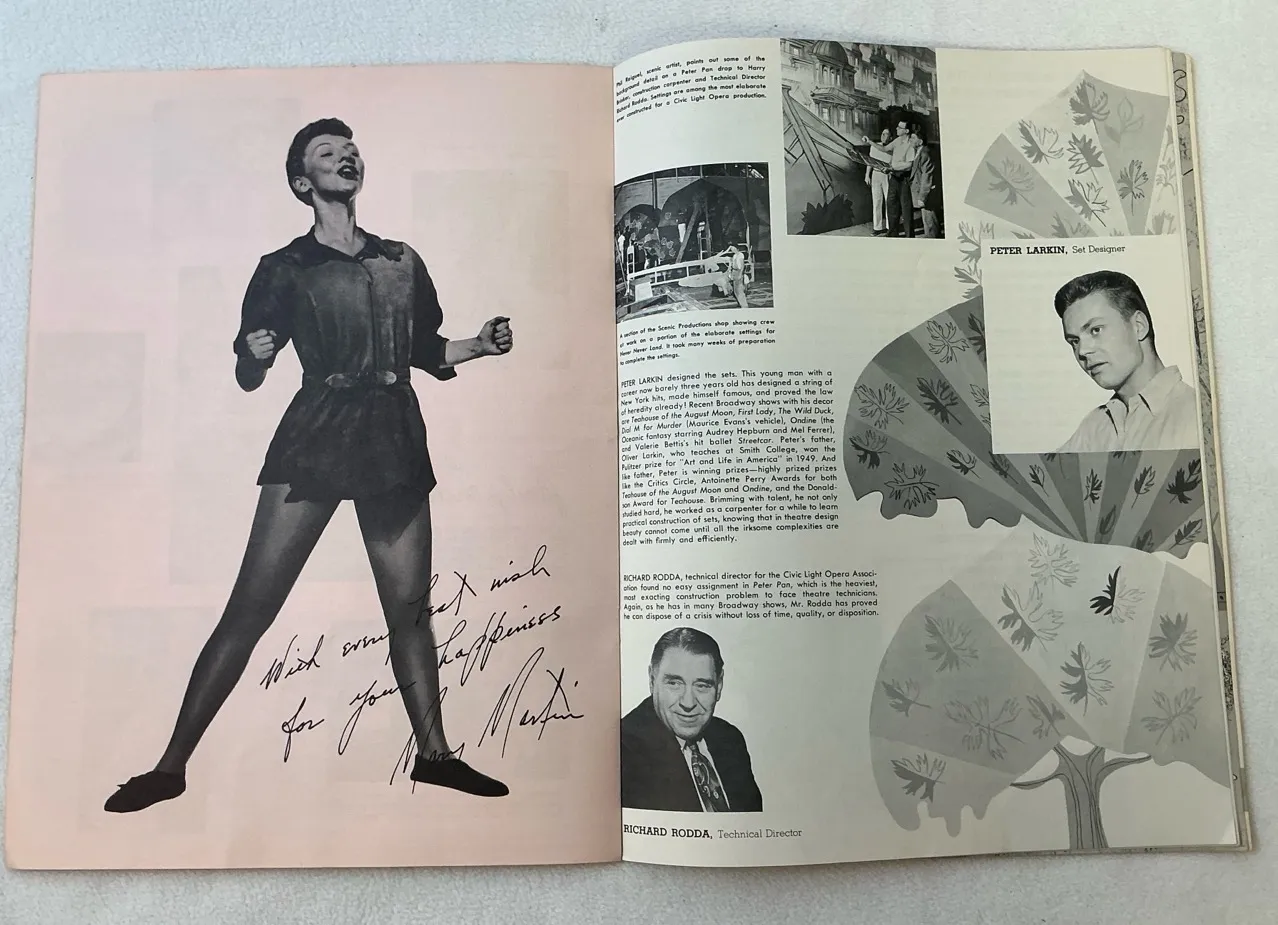 With every best wish
for your happiness
Mary Martin
Phil Raiguel, scenic artist, points out some of the
background detail on a Peter Pan drop to Harry
construction carpenter and Technical Director
Richard Rodda. Settings are among the most elaborate
ever constructed for a Civic Light Opera production.
A section of the Scenic Productions shop showing crew
at work on a portion of the elaborate settings for
Never Never Land. It took many weeks of preparation
to complete the settings.
PETER LARKIN, Set Designer
PETER LARKIN designed the sets. This young man with a
career now barely three years old has designed a string of
New York hits, made himself famous, and proved the law
of heredity already! Recent Broadway shows with his decor
are Teahouse of the August Moon, First Lady, The Wild Duck,
Dial M for Murder (Maurice Evans's vehicle), Ondine (the
Oceanic fantasy starring Audrey Hepburn and Mel Ferrer),
and Valerie Bettis's hit ballet Streetcar. Peter's father,
Oliver Larkin, who teaches at Smith College, won the
Pulitzer prize for "Art and Life in America" in 1949. And
like father, Peter is winning prizes—highly prized prizes
like the Critics Circle, Antoinette Perry Awards for both
Teahouse of the August Moon and Ondine, and the Donald-
son Award for Teahouse. Brimming with talent, he not only
studied hard, he worked as a carpenter for a while to learn
practical construction of sets, knowing that in theatre design
beauty cannot come until all the irksome complexities are
dealt with firmly and efficiently.
RICHARD RODDA, technical director for the Civic Light Opera Associ-
ation found no easy assignment in Peter Pan, which is the heaviest,
most exacting construction problem to face theatre technicians.
Again, as he has in many Broadway shows, Mr. Rodda has proved
he can dispose of a crisis without loss of time, quality, or disposition.
RICHARD RODDA, Technical Director